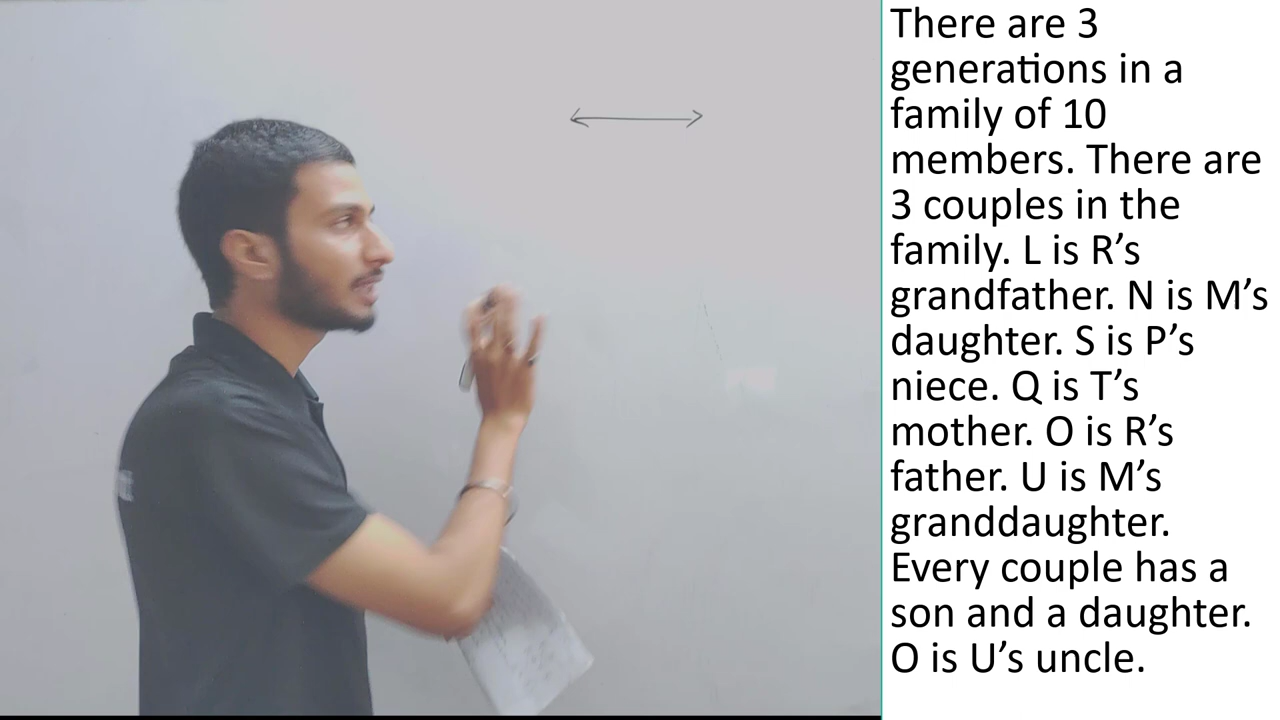 There are 3
generations in a
family of 10
members. There are
3 couples in the
family. L is R’s
grandfather. N is M’s
daughter. S is P’s
niece. Q is T’s
mother. O is R’s
father. U is M’s
granddaughter.
Every couple has a
son and a daughter.
O is U’s uncle.